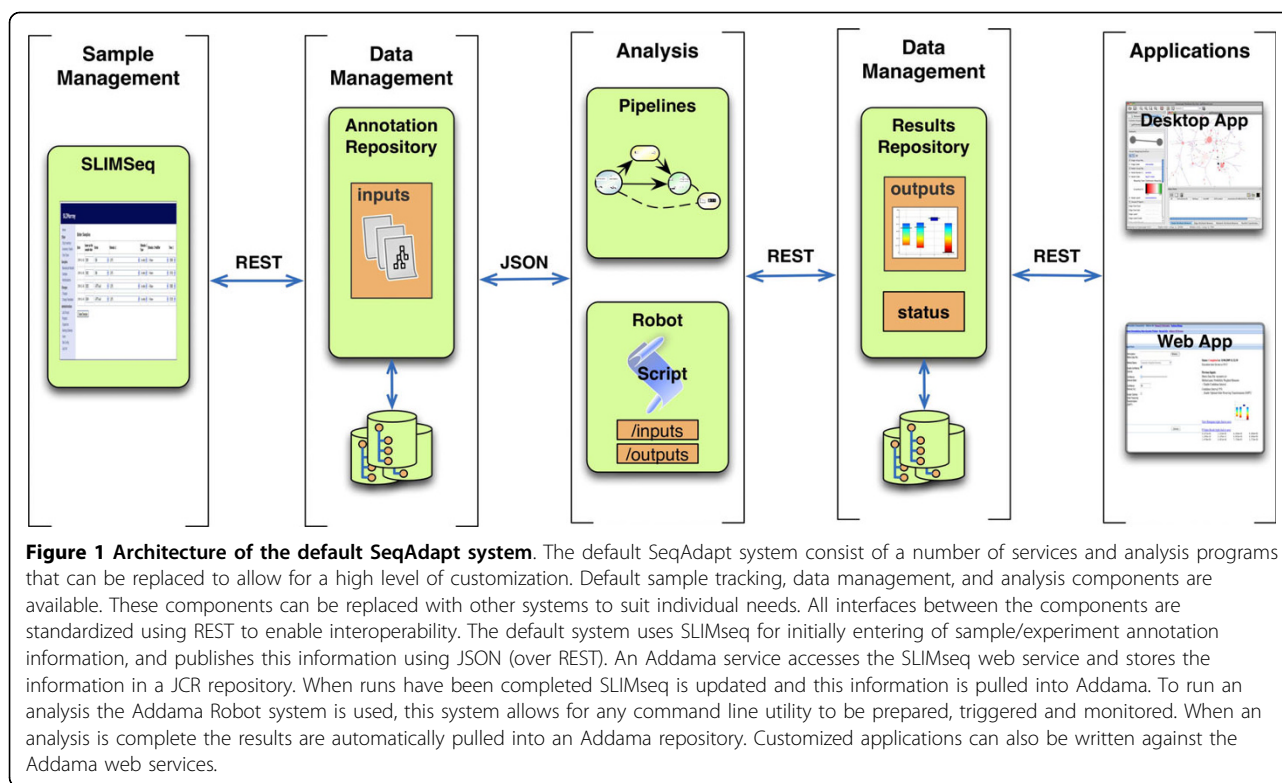 Sample
Management
Data
Management
Analysis
Data
Management
Applications
SLIMSeq
REST
Annotation
Repository
inputs
JSON
Pipelines
Robot
Script
/inputs
/outputs
REST
Results
Repository
outputs
status
REST
Desktop App
Web App
Figure 1 Architecture of the default SeqAdapt system. The default SeqAdapt system consist of a number of services and analysis programs
that can be replaced to allow for a high level of customization. Default sample tracking, data management, and analysis components are
available. These components can be replaced with other systems to suit individual needs. All interfaces between the components are
standardized using REST to enable interoperability. The default system uses SLIMseq for initially entering of sample/experiment annotation
information, and publishes this information using JSON (over REST). An Addama service accesses the SLIMseq web service and stores the
information in a JCR repository. When runs have been completed SLIMseq is updated and this information is pulled into Addama. To run an
analysis the Addama Robot system is used, this system allows for any command line utility to be prepared, triggered and monitored. When an
analysis is complete the results are automatically pulled into an Addama repository. Customized applications can also be written against the
Addama web services.